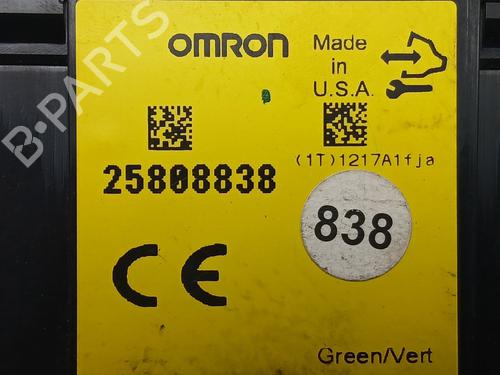 B-PARTS
OMRON
Made
in
U.S.A.
(1T)1217A1fja
25808838
838
CE
Green/Vert